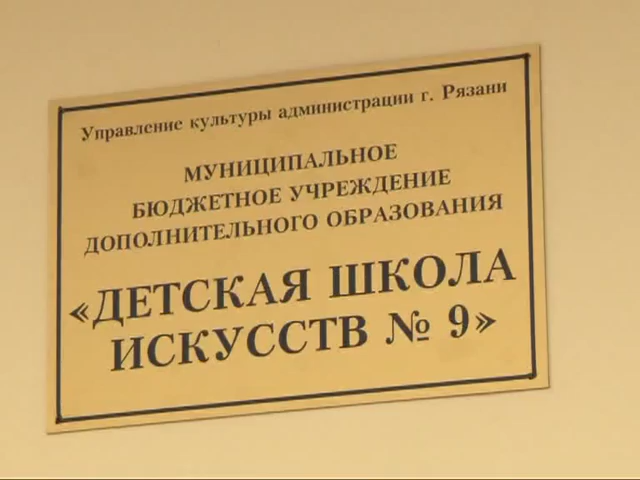 Управление культуры администрации г. Рязани
МУНИЦИПАЛЬНОЕ
БЮДЖЕТНОЕ УЧРЕЖДЕНИЕ
ДОПОЛНИТЕЛЬНОГО ОБРАЗОВАНИЯ
«ДЕТСКАЯ ШКОЛА
ИСКУССТВ № 9»